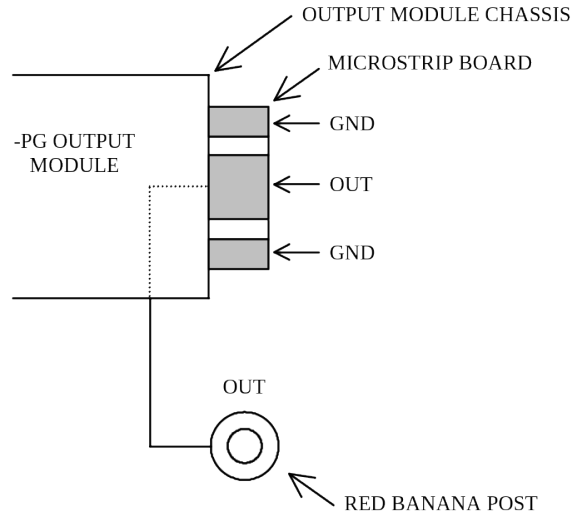 OUTPUT MODULE CHASSIS
MICROSTRIP BOARD
GND
-PG OUTPUT
MODULE
OUT
GND
OUT
RED BANANA POST